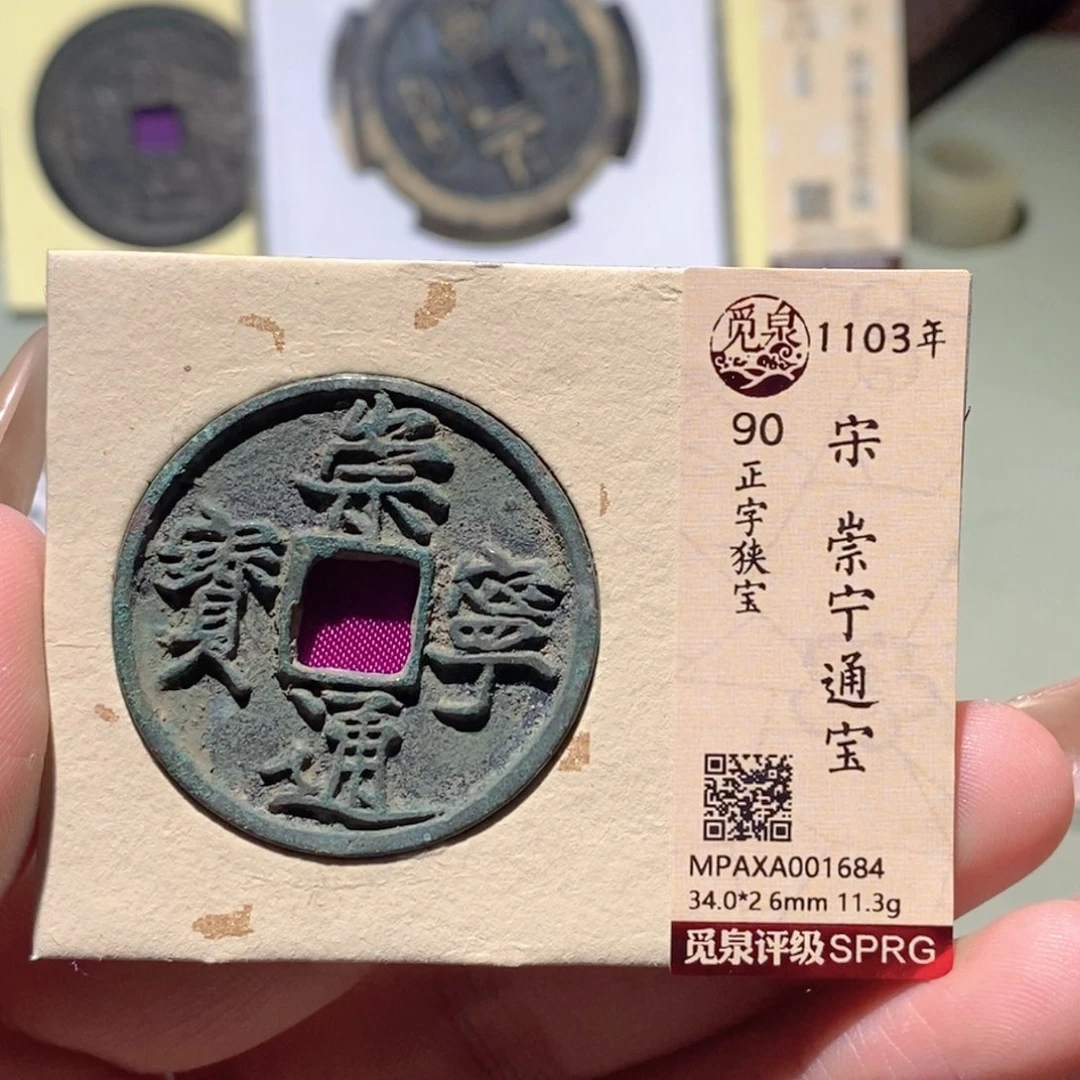 崇寧通寶
觅泉
1103年
90
正字狭宝
宋 崇宁通宝
MPAXA001684
34.0*2 6mm 11.3g
觅泉评级SPRG